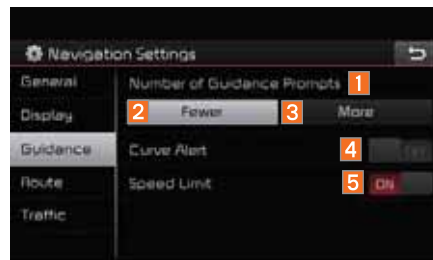 Navigation Settings
General
Number of Guidance Prompts 1
Display
2 Fewer 3 More
Guidance
Curve Alert 4 OFF
Route
Speed Limit 5 ON
Traffic